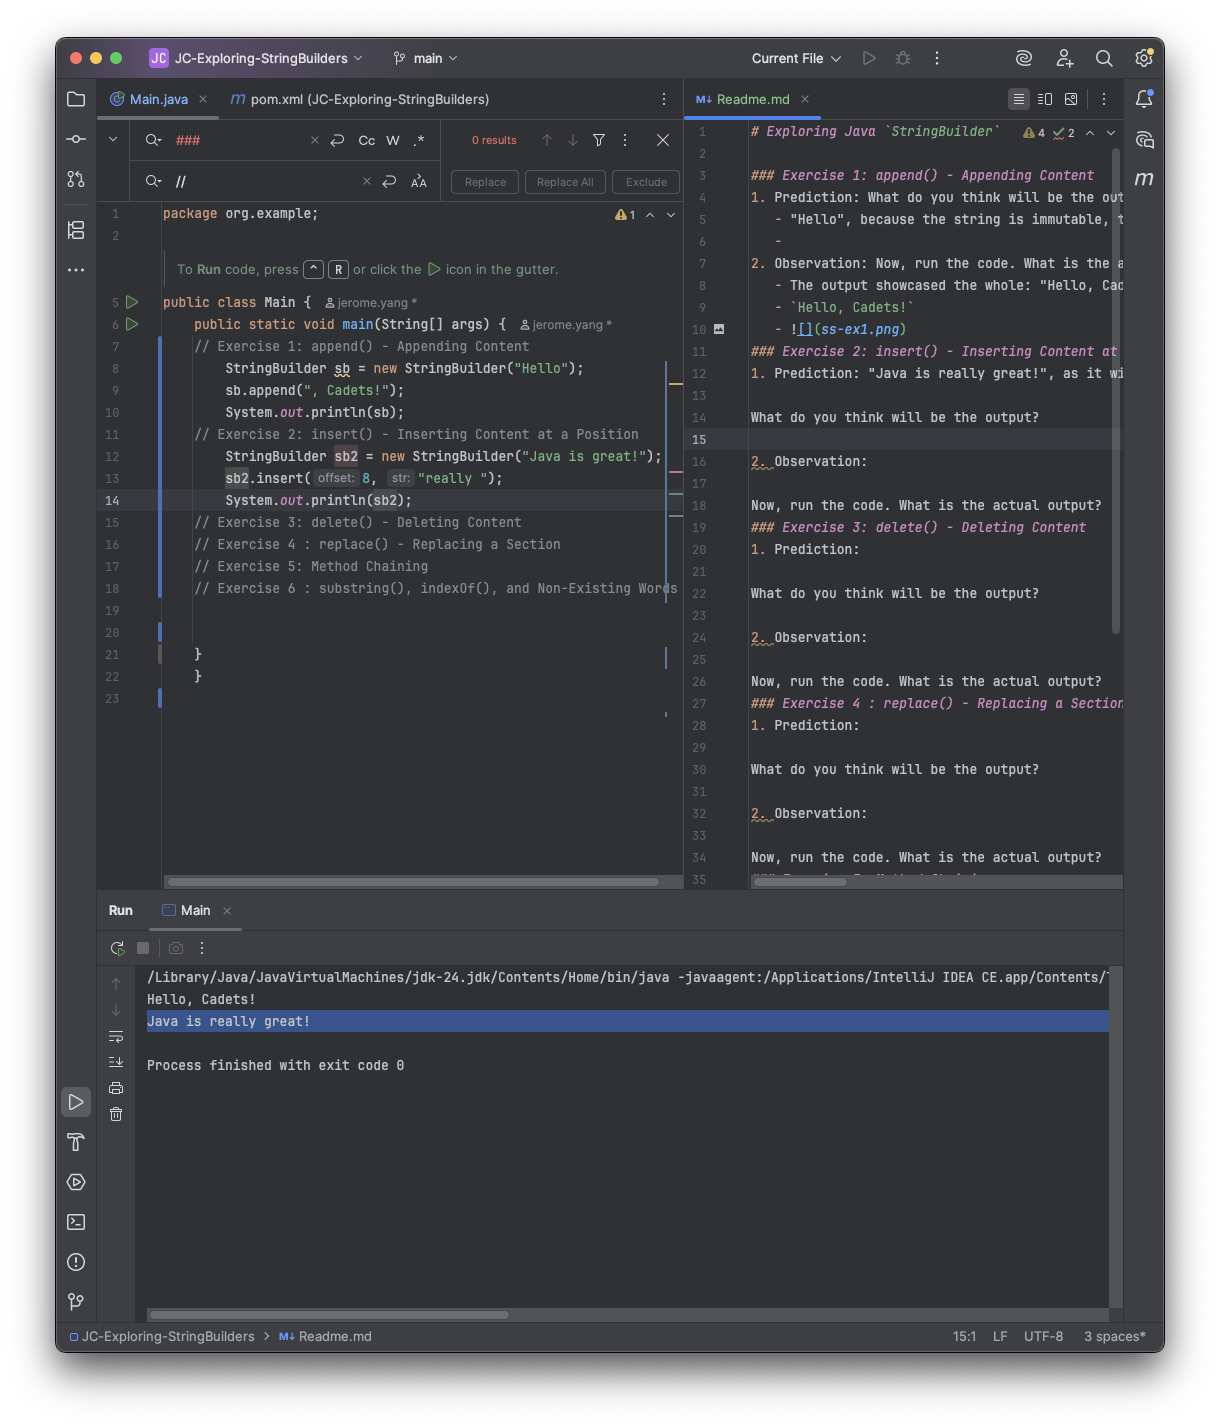 JC JC-Exploring-StringBuilders main Current File
Main.java pom.xml (JC-Exploring-StringBuilders)
### Cc W .* 0 results
// Replace Replace All Exclude
1 package org.example; 1
2
To Run code, press ^ R or click the icon in the gutter.
5 public class Main { jerome.yang *
6 public static void main(String[] args) { jerome.yang *
7 // Exercise 1: append() - Appending Content
8 StringBuilder sb = new StringBuilder("Hello");
9 sb.append(", Cadets!");
10 System.out.println(sb);
11 // Exercise 2: insert() - Inserting Content at a Position
12 StringBuilder sb2 = new StringBuilder("Java is great!");
13 sb2.insert( offset: 8, str: "really ");
14 System.out.println(sb2);
15 // Exercise 3: delete() - Deleting Content
16 // Exercise 4 : replace() - Replacing a Section
17 // Exercise 5: Method Chaining
18 // Exercise 6 : substring(), indexOf(), and Non-Existing Words
19
20
21 }
22 }
23
M↓ Readme.md
1 # Exploring Java `StringBuilder` 4 2
2
3 ### Exercise 1: append() - Appending Content
4 1. Prediction: What do you think will be the out
5 - "Hello", because the string is immutable, t
6 -
7 2. Observation: Now, run the code. What is the a
8 - The output showcased the whole: "Hello, Cad
9 - `Hello, Cadets!`
10 - ![](ss-ex1.png)
11 ### Exercise 2: insert() - Inserting Content at
12 1. Prediction: "Java is really great!", as it wi
13
14 What do you think will be the output?
15
16 2. Observation:
17
18 Now, run the code. What is the actual output?
19 ### Exercise 3: delete() - Deleting Content
20 1. Prediction:
21
22 What do you think will be the output?
23
24 2. Observation:
25
26 Now, run the code. What is the actual output?
27 ### Exercise 4 : replace() - Replacing a Section
28 1. Prediction:
29
30 What do you think will be the output?
31
32 2. Observation:
33
34 Now, run the code. What is the actual output?
35
Run Main
/Library/Java/JavaVirtualMachines/jdk-24.jdk/Contents/Home/bin/java -javaagent:/Applications/IntelliJ IDEA CE.app/Contents/
Hello, Cadets!
Java is really great!
Process finished with exit code 0
JC-Exploring-StringBuilders > M↓ Readme.md 15:1 LF UTF-8 3 spaces*